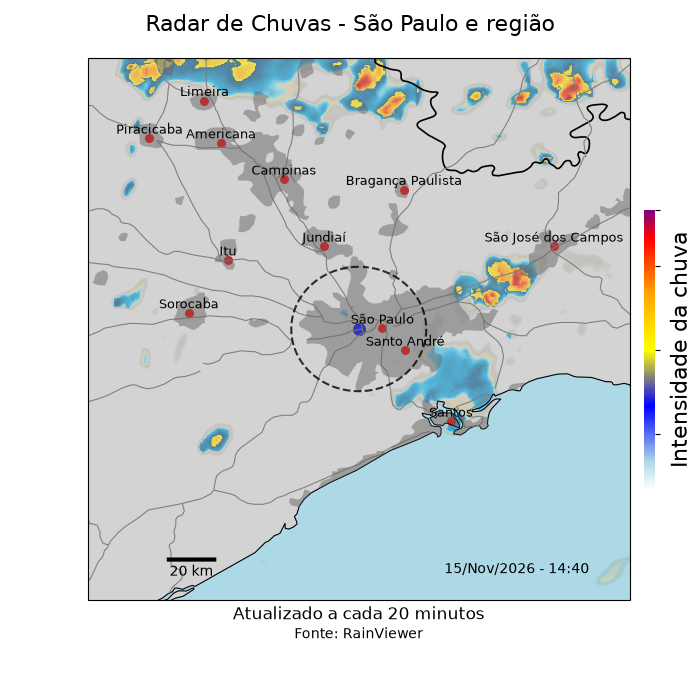 Radar de Chuvas - São Paulo e região
Limeira
Piracicaba
Americana
Campinas
Bragança Paulista
São José dos Campos
Jundiaí
Itu
Sorocaba
São Paulo
Santo André
Santos
Intensidade da chuva
20 km
15/Nov/2026 - 14:40
Atualizado a cada 20 minutos
Fonte: RainViewer